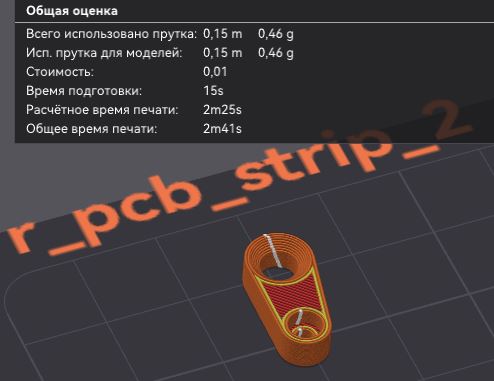 Общая оценка
Всего использовано прутка: 0,15 m 0,46 g
Исп. прутка для моделей: 0,15 m 0,46 g
Стоимость: 0,01
Время подготовки: 15s
Расчётное время печати: 2m25s
Общее время печати: 2m41s
r_pcb_strip_2